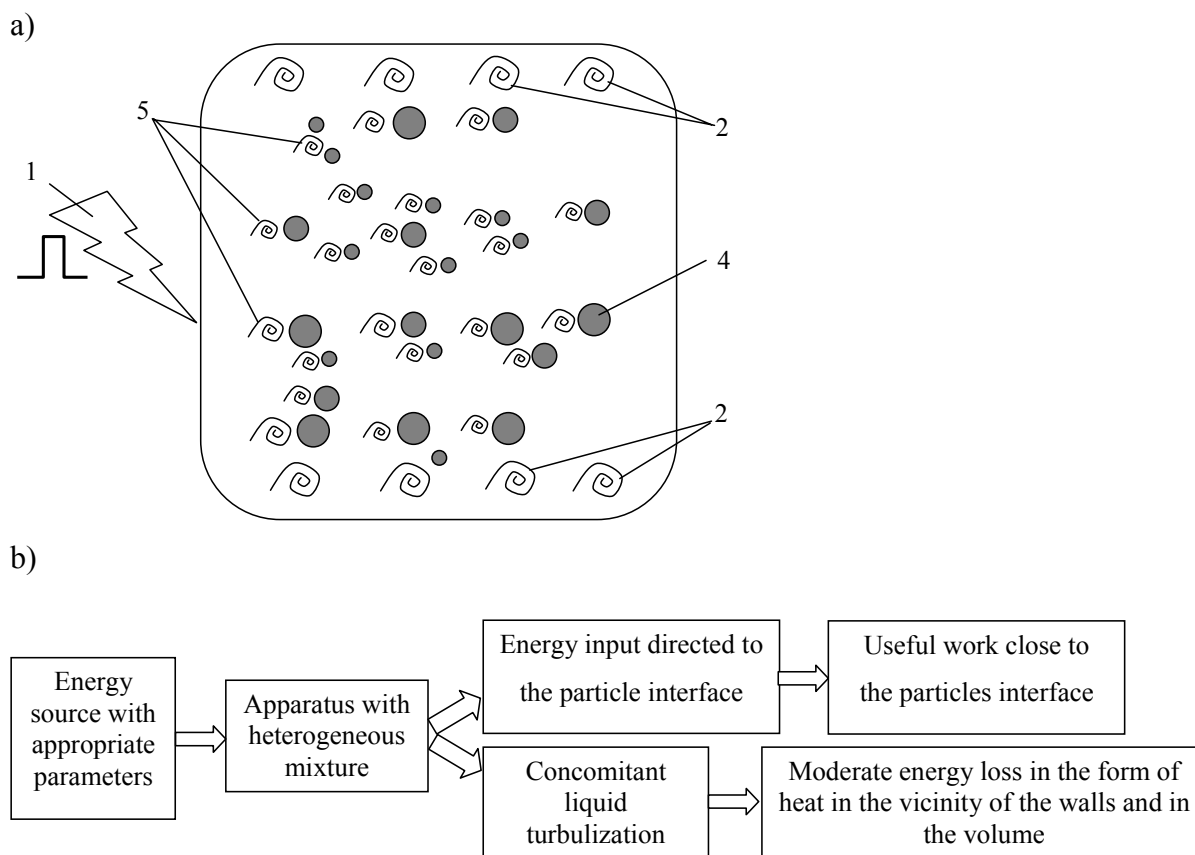 a)
5
2
1
4
2
b)
Energy
source with
appropriate
parameters
Apparatus with
heterogeneous
mixture
Energy input directed to
the particle interface
Useful work close to
the particles interface
Concomitant
liquid
turbulization
Moderate energy loss in the form of
heat in the vicinity of the walls and in
the volume